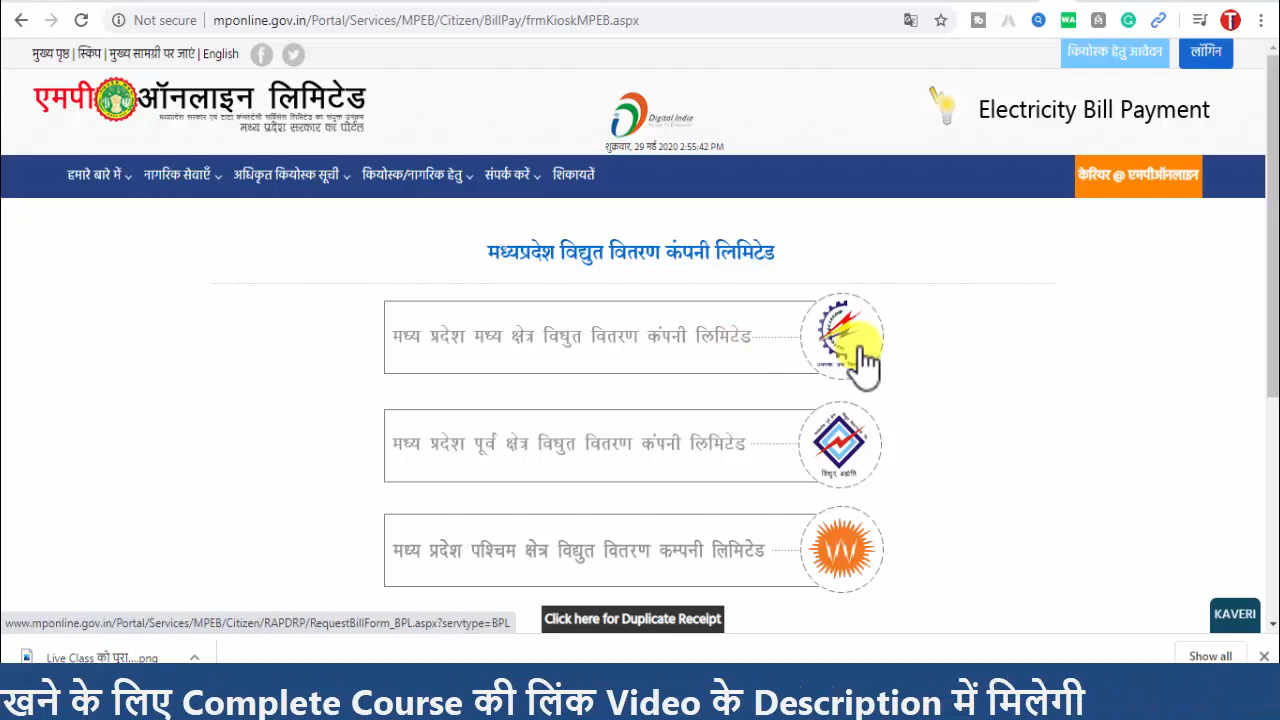 Not secure | mponline.gov.in/Portal/Services/MPEB/Citizen/BillPay/frmKioskMPEB.aspx
मुख्य पृष्ठ | स्किप | मुख्य सामग्री पर जाएं | English
कियोस्क हेतु आवेदन
लॉगिन
एमपी ऑनलाइन लिमिटेड
मध्य प्रदेश सरकार का पोर्टल
Digital India
शुक्रवार, 29 मई 2020 2:55:42 PM
Electricity Bill Payment
हमारे बारे में नागरिक सेवाएँ अधिकृत कियोस्क सूची कियोस्क/नागरिक हेतु संपर्क करें शिकायतें
केरियर @ एमपीऑनलाइन
मध्यप्रदेश विद्युत वितरण कंपनी लिमिटेड
मध्य प्रदेश मध्य क्षेत्र विधुत वितरण कंपनी लिमिटेड
मध्य प्रदेश पूर्व क्षेत्र विधुत वितरण कंपनी लिमिटेड
मध्य प्रदेश पश्चिम क्षेत्र विद्युत वितरण कम्पनी लिमिटेड
www.mponline.gov.in/Portal/Services/MPEB/Citizen/RAPDRP/RequestBillForm_BPL.aspx?servtype=BPL
Click here for Duplicate Receipt
KAVERI
Live Class को पूरा....png
Show all
खने के लिए Complete Course की लिंक Video के Description में मिलेगी